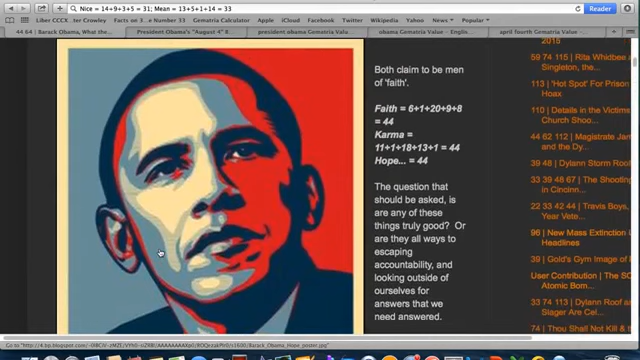 Nice = 14+9+3+5 = 31; Mean = 13+5+1+14 = 33
Reader
Liber CCCX
ter Crowley
Facts on 3
e Number 33
Gematria Calculator
Apple
iCloud
Facebook
Twitter
Wikipedia
Yahoo
News
Popular
44 64 | Barack Obama, What the
President Obama's "August 4" B
president obama Gematria Valu
obama Gematria Value - Englis
april fourth Gematria Value
Both claim to be men
of 'faith'.
Faith = 6+1+20+9+8
= 44
Karma =
11+1+18+13+1 = 44
Hope... = 44
The question that
should be asked, is
are any of these
things truly good? Or
are they all ways to
escaping
accountability, and
looking outside of
ourselves for
answers that we
need answered.
2015
59 74 115 | Rita Whidbee and
Singleton, the...
113 | 'Hot Spot' For Prison
Hoax
110 | Details in the Victims
Church Shoo...
44 62 112 | Magistrate Jam
and the Dy...
39 48 | Dylann Storm Roof
33 39 48 67 | The Shooting
in Cincinn...
22 33 42 44 | Travis Boys,
Year Vete...
96 | New Mass Extinction
Headlines
39 | Gold's Gym Image of
User Contribution | The SC
Atomic Bom...
33 74 113 | Dylann Roof a
Slager Are Cel...
74 | Thou Shall Not Kill & th